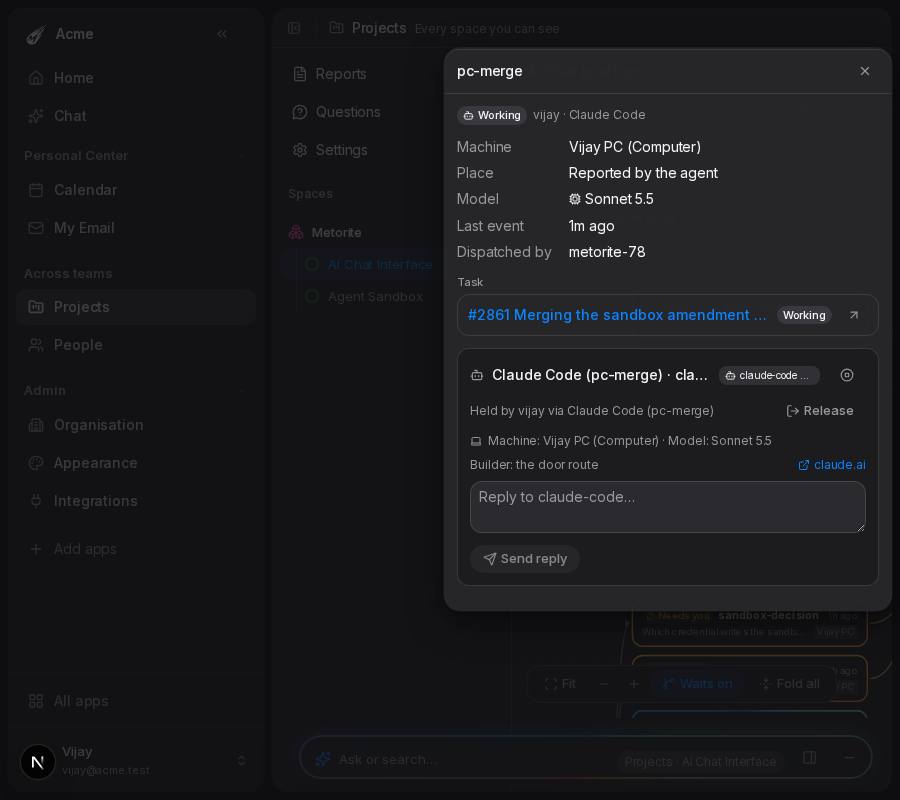 Acme
Projects Every space you can see
Home
Chat
Personal Center
Calendar
My Email
Across teams
Projects
People
Admin
Organisation
Appearance
Integrations
Add apps
All apps
Vijay
vijay@acme.test
Reports
Questions
Settings
Spaces
Metorite
AI Chat Interface
Agent Sandbox
pc-merge
Working vijay · Claude Code
Machine Vijay PC (Computer)
Place Reported by the agent
Model Sonnet 5.5
Last event 1m ago
Dispatched by metorite-78
Task
#2861 Merging the sandbox amendment … Working
Claude Code (pc-merge) · cla… claude-code …
Held by vijay via Claude Code (pc-merge) Release
Machine: Vijay PC (Computer) · Model: Sonnet 5.5
Builder: the door route claude.ai
Reply to claude-code…
Send reply
Needs you sandbox-decision 1h ago
Which credential writes the sandb… Vijay PC
ago
PC
Fit Waits on Fold all
Ask or search… Projects · AI Chat Interface